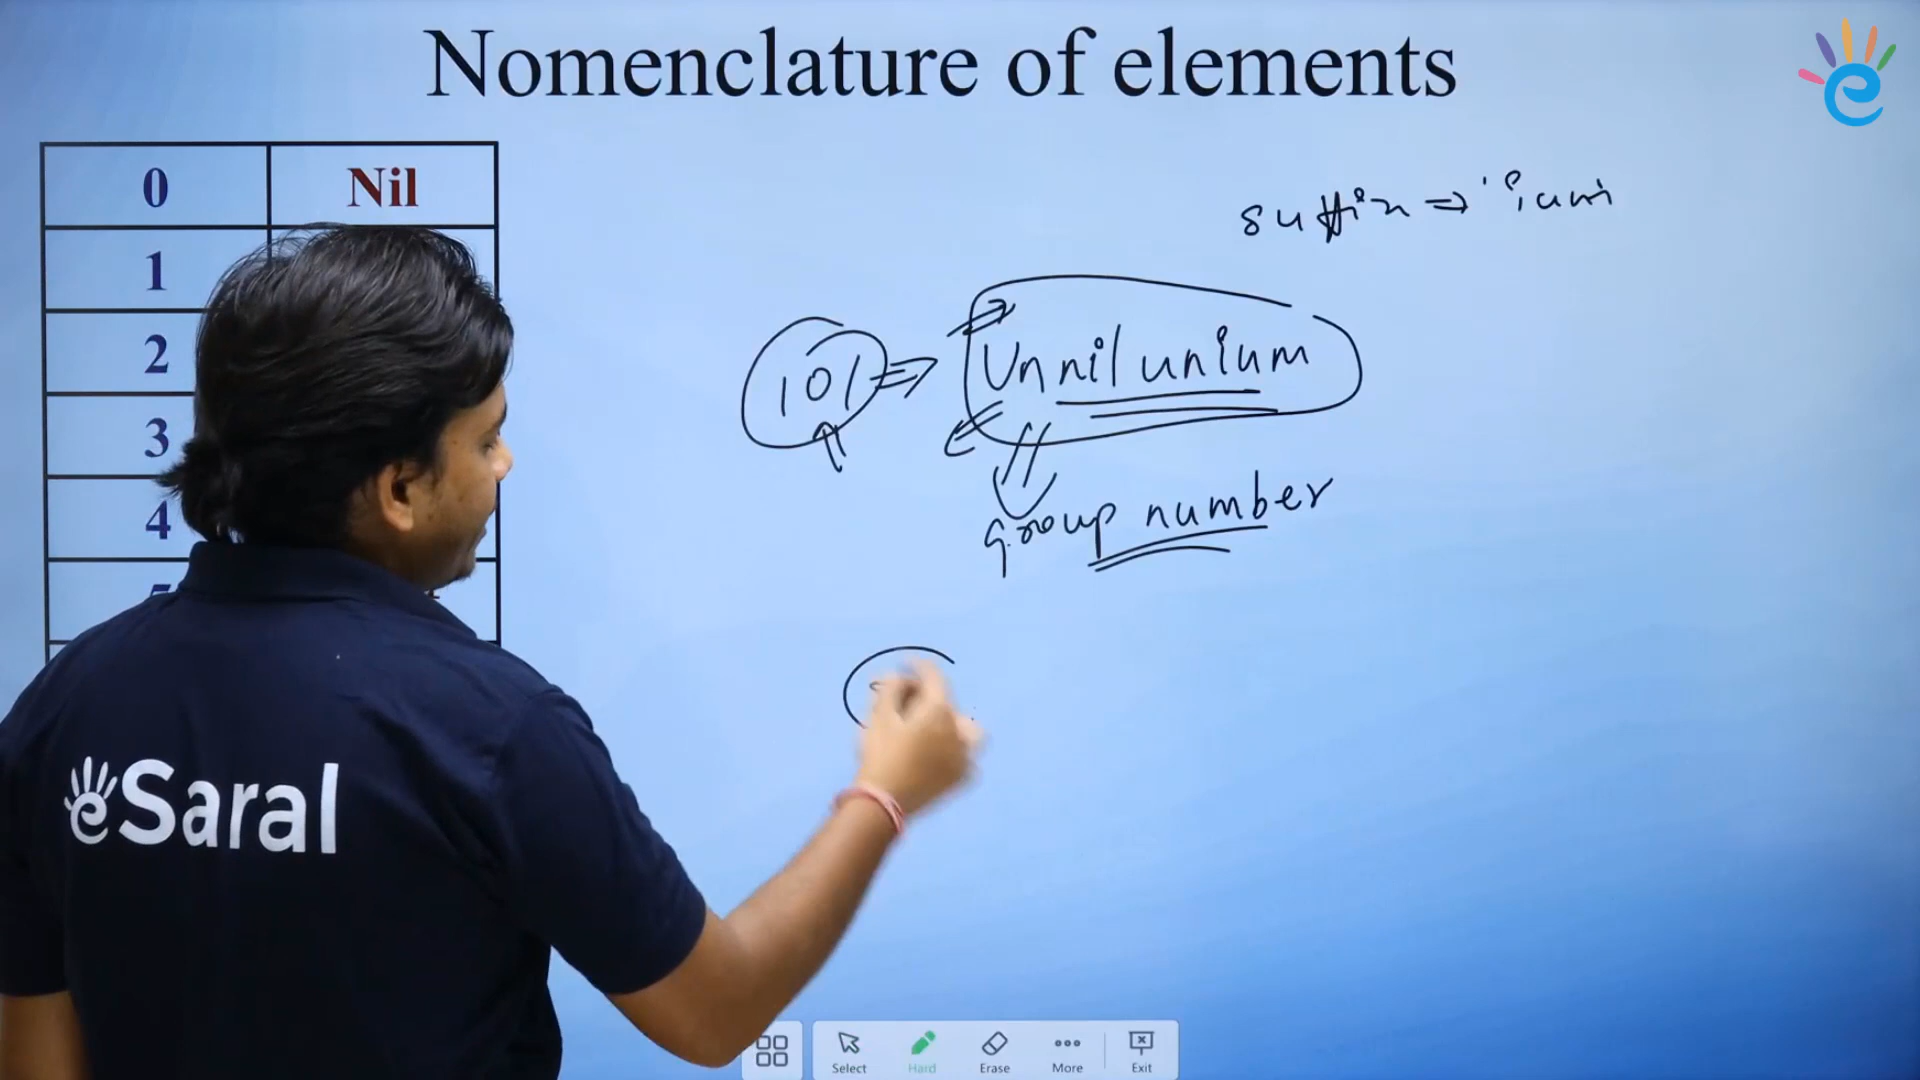 Nomenclature of elements
0 Nil
1
2
3
4
5
suffix ⇒ 'ium
101 ⇒ Unnilunium
group number
eSaral
Select
Hard
Erase
More
Exit